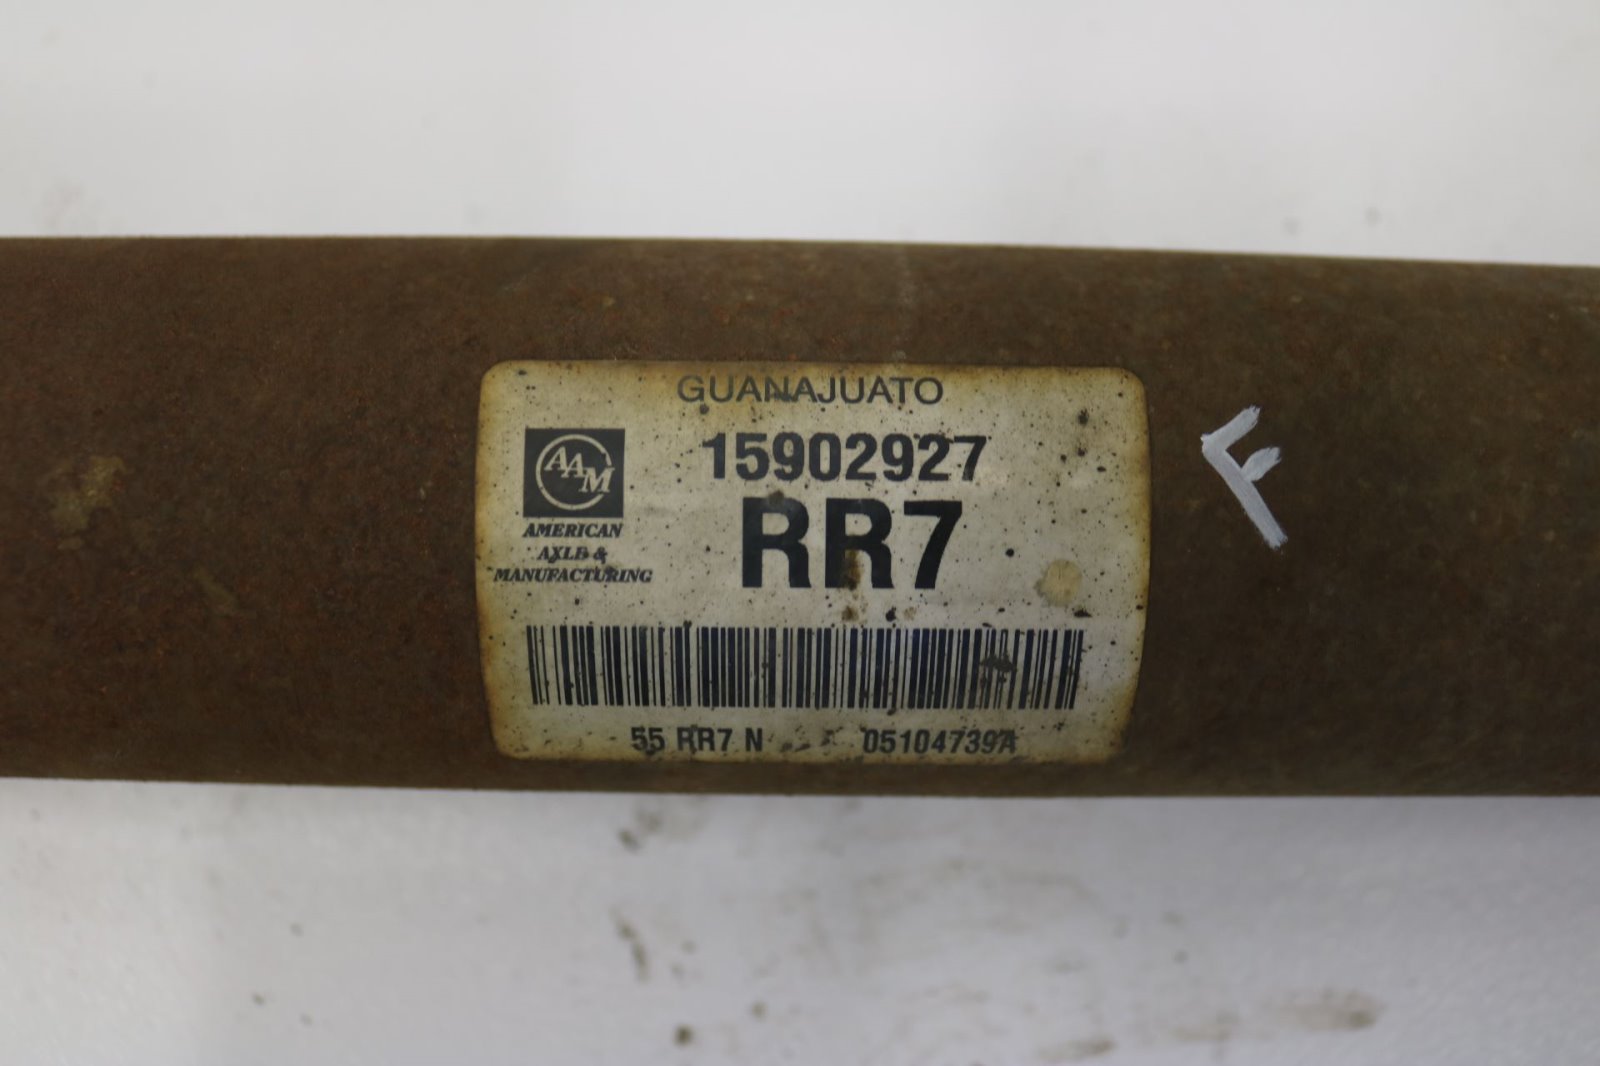 GUANAJUATO
15902927
AAM
RR7
AMERICAN
AXLE &
MANUFACTURING
55 RR7 N
05104739A
F